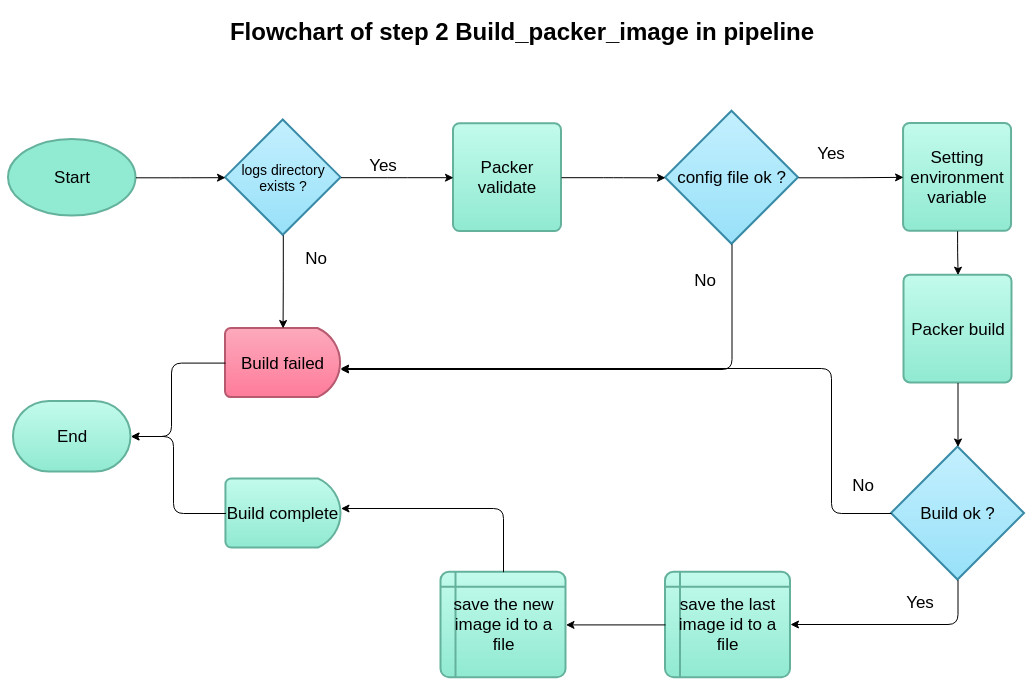 Flowchart of step 2 Build_packer_image in pipeline
Start
logs directory
exists ?
Yes
Packer
validate
config file ok ?
Yes
Setting
environment
variable
No
No
Build failed
Packer build
End
Build complete
No
Build ok ?
Yes
save the new
image id to a
file
save the last
image id to a
file